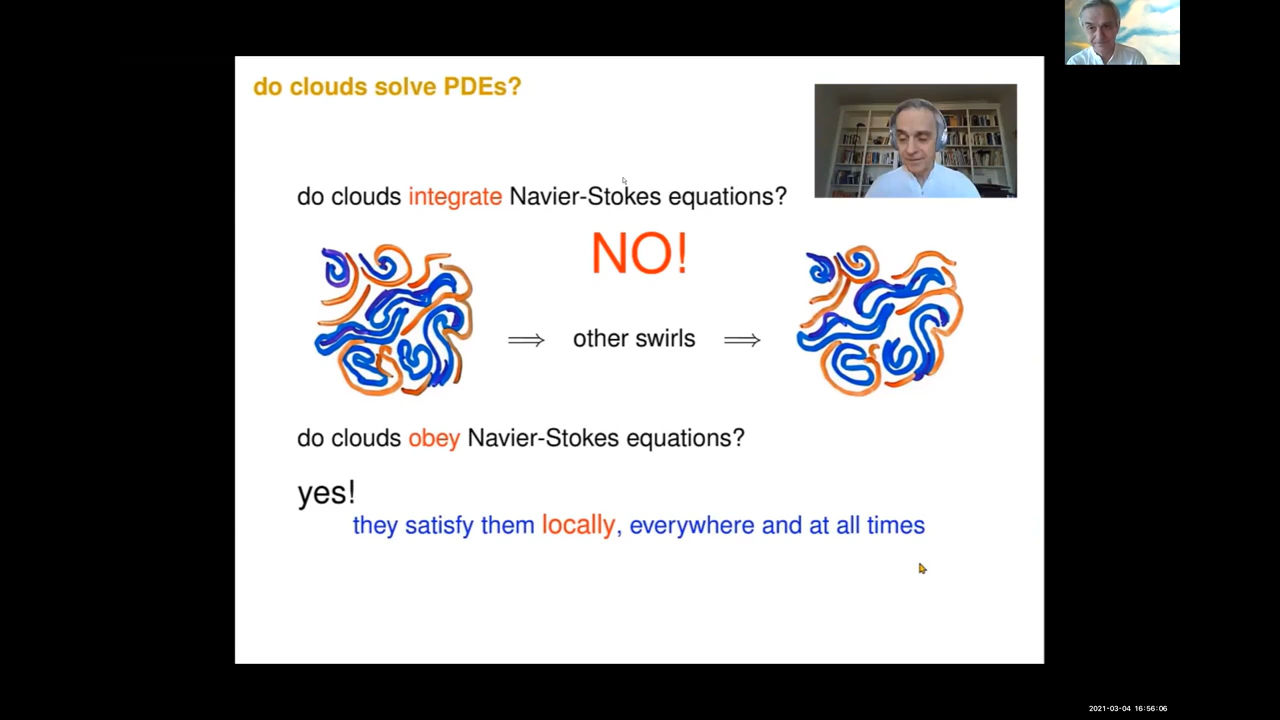 do clouds solve PDEs?
do clouds integrate Navier-Stokes equations?
NO!
⟹ other swirls ⟹
do clouds obey Navier-Stokes equations?
yes!
they satisfy them locally, everywhere and at all times
2021-03-04 16:56:06